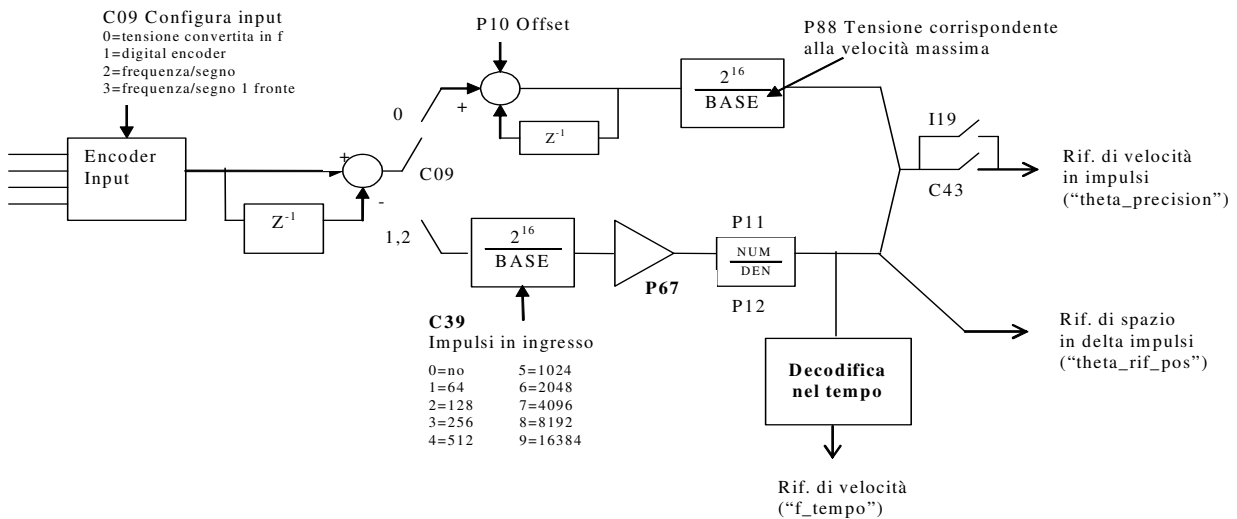 C09 Configura input
0=tensione convertita in f
1=digital encoder
2=frequenza/segno
3=frequenza/segno 1 fronte
P10 Offset
P88 Tensione corrispondente
alla velocità massima
2^16
BASE
0
+
Z^-1
I19
C43
Encoder
Input
+
-
C09
Z^-1
Rif. di velocità
in impulsi
("theta_precision")
1,2
2^16
BASE
P67
P11
NUM
DEN
P12
C39
Impulsi in ingresso
0=no 5=1024
1=64 6=2048
2=128 7=4096
3=256 8=8192
4=512 9=16384
Rif. di spazio
in delta impulsi
("theta_rif_pos")
Decodifica
nel tempo
Rif. di velocità
("f_tempo")